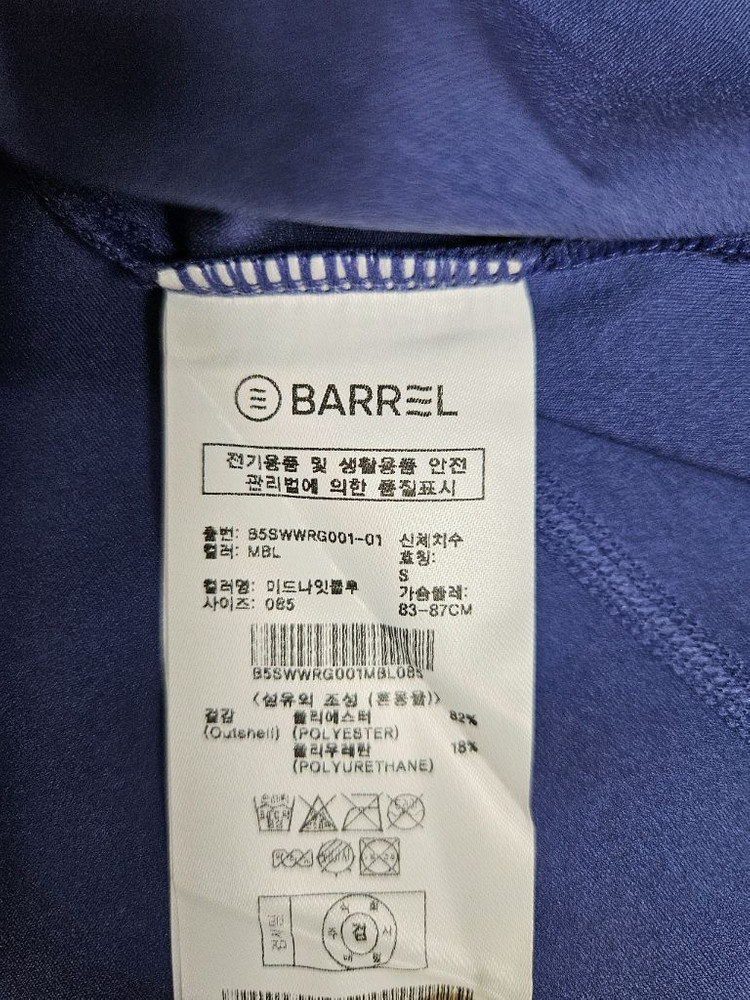 BARREL
전기용품 및 생활용품 안전
관리법에 의한 품질표시
품번: B5SWWRG001-01
컬러: MBL
컬러명: 미드나잇블루
사이즈: 085
신체치수
호칭:
S
가슴둘레:
83-87CM
B5SWWRG001MBL085
<섬유의 조성 (혼용율)>
겉감 폴리에스터 82%
(Outshell) (POLYESTER)
폴리우레탄 18%
(POLYURETHANE)
검